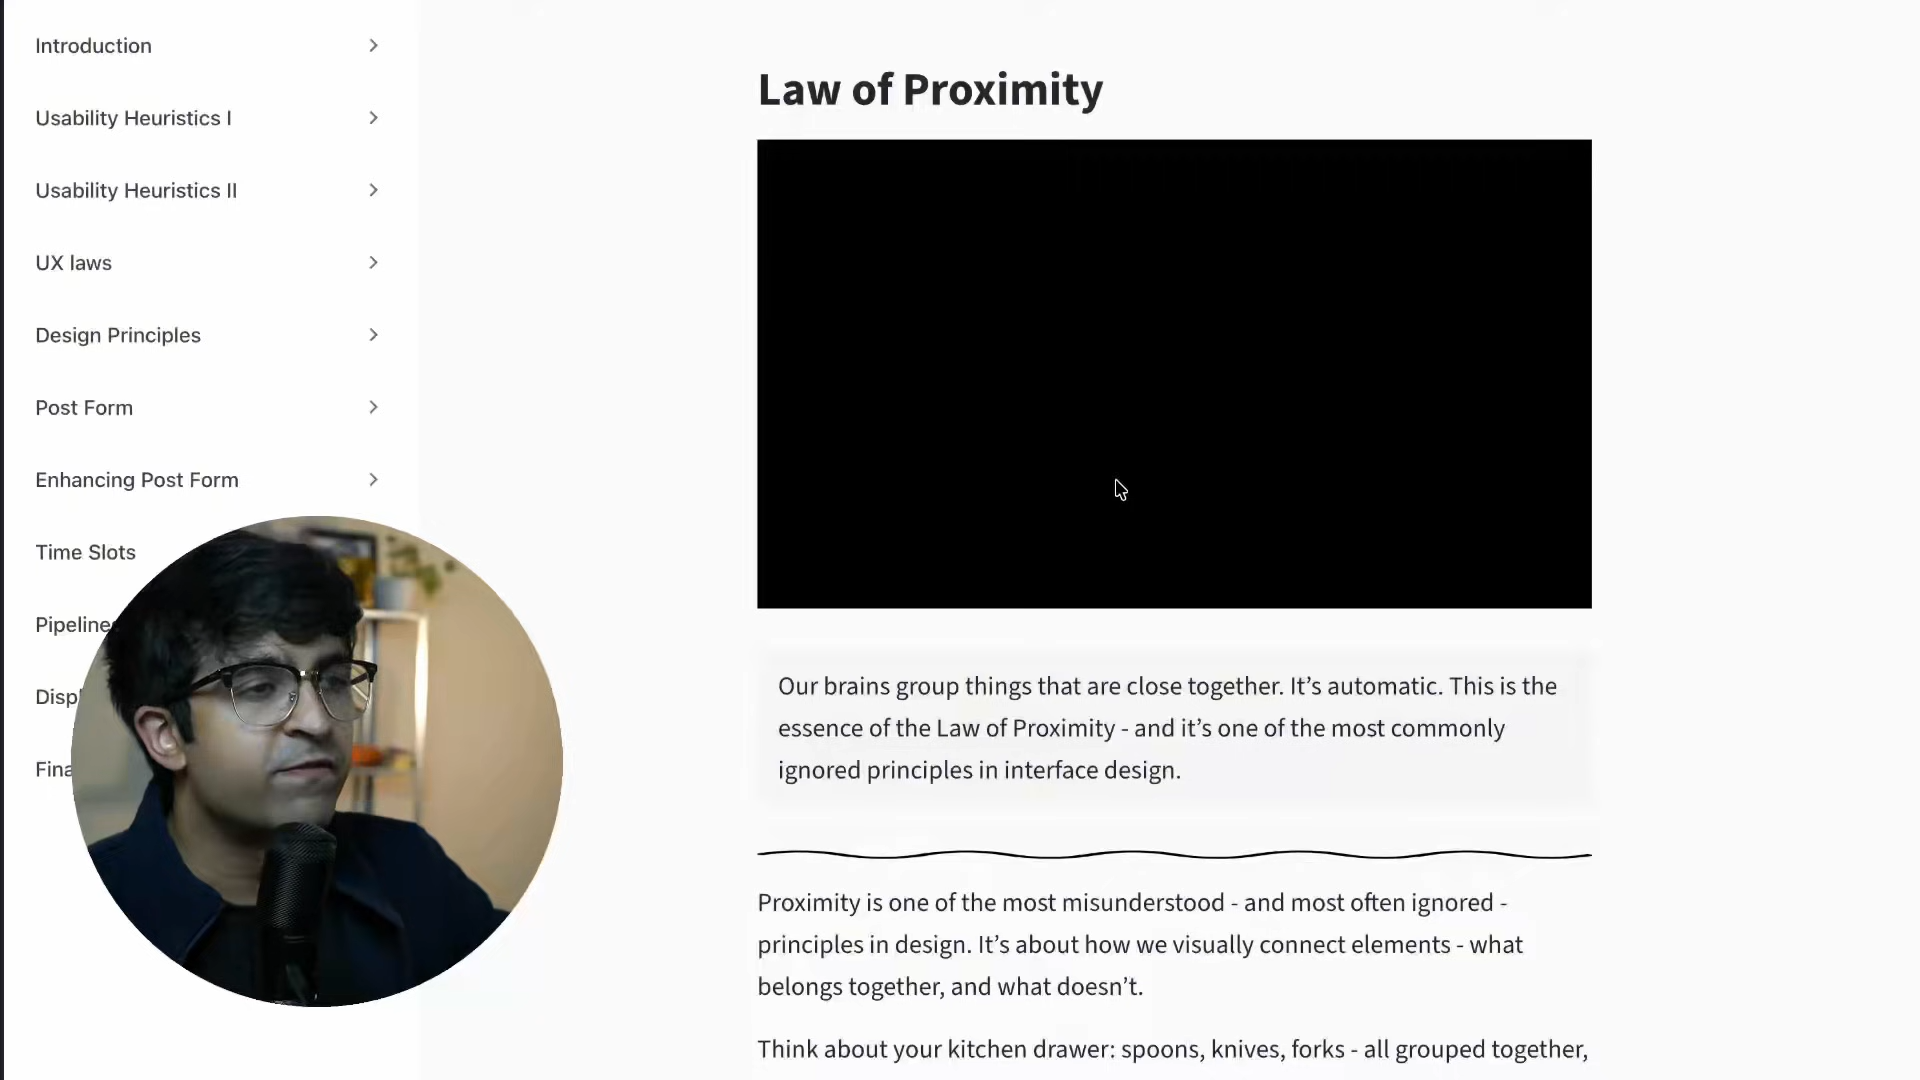 Introduction
Usability Heuristics I
Usability Heuristics II
UX laws
Design Principles
Post Form
Enhancing Post Form
Time Slots
Law of Proximity
Our brains group things that are close together. It’s automatic. This is the
essence of the Law of Proximity - and it’s one of the most commonly
ignored principles in interface design.
Proximity is one of the most misunderstood - and most often ignored -
principles in design. It’s about how we visually connect elements - what
belongs together, and what doesn’t.
Think about your kitchen drawer: spoons, knives, forks - all grouped together,